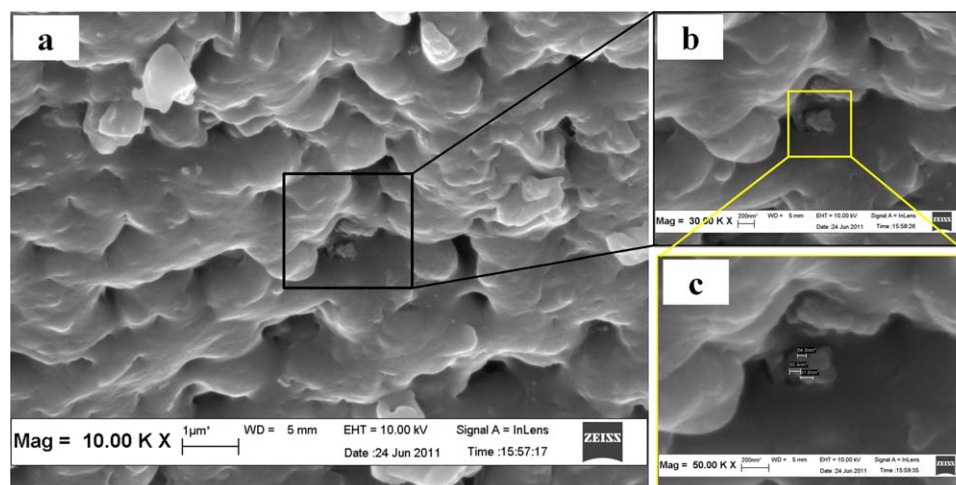 a
Mag = 10.00 K X 1µm* WD = 5 mm EHT = 10.00 kV Signal A = InLens ZEISS
Date :24 Jun 2011 Time :15:57:17
b
Mag = 30.00 K X 200nm* WD = 5 mm EHT = 10.00 kV Signal A = InLens ZEISS
Date :24 Jun 2011 Time :15:58:26
c
Mag = 50.00 K X 200nm* WD = 5 mm EHT = 10.00 kV Signal A = InLens ZEISS
Date :24 Jun 2011 Time :15:59:35